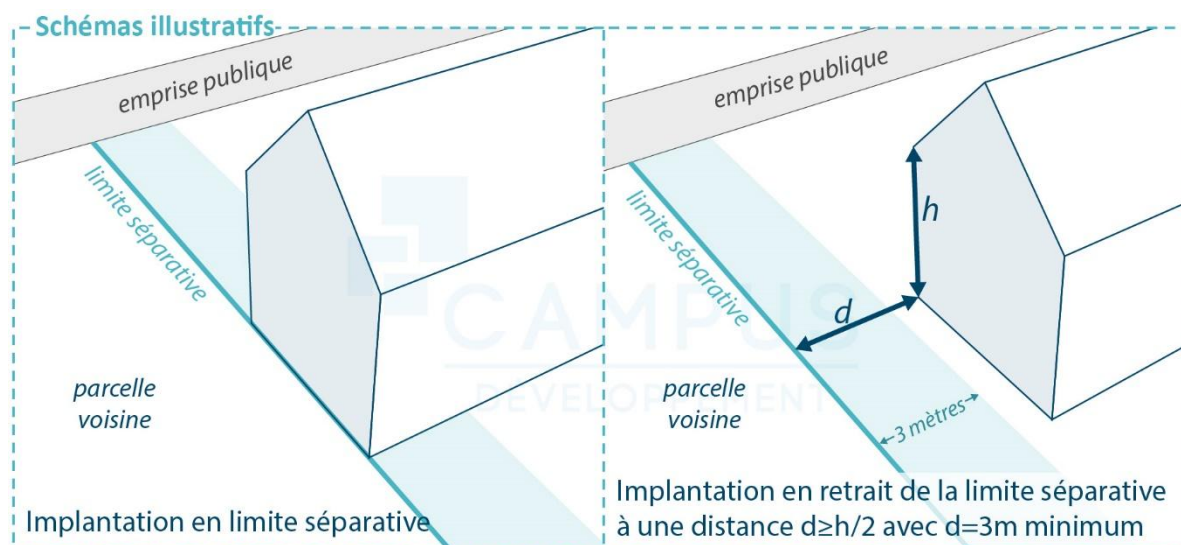 Schémas illustratifs
emprise publique
limite séparative
parcelle
voisine
Implantation en limite séparative
emprise publique
limite séparative
h
d
parcelle
voisine
3 mètres
Implantation en retrait de la limite séparative
à une distance d≥h/2 avec d=3m minimum
CAMPUS
DÉVELOPPEMENT